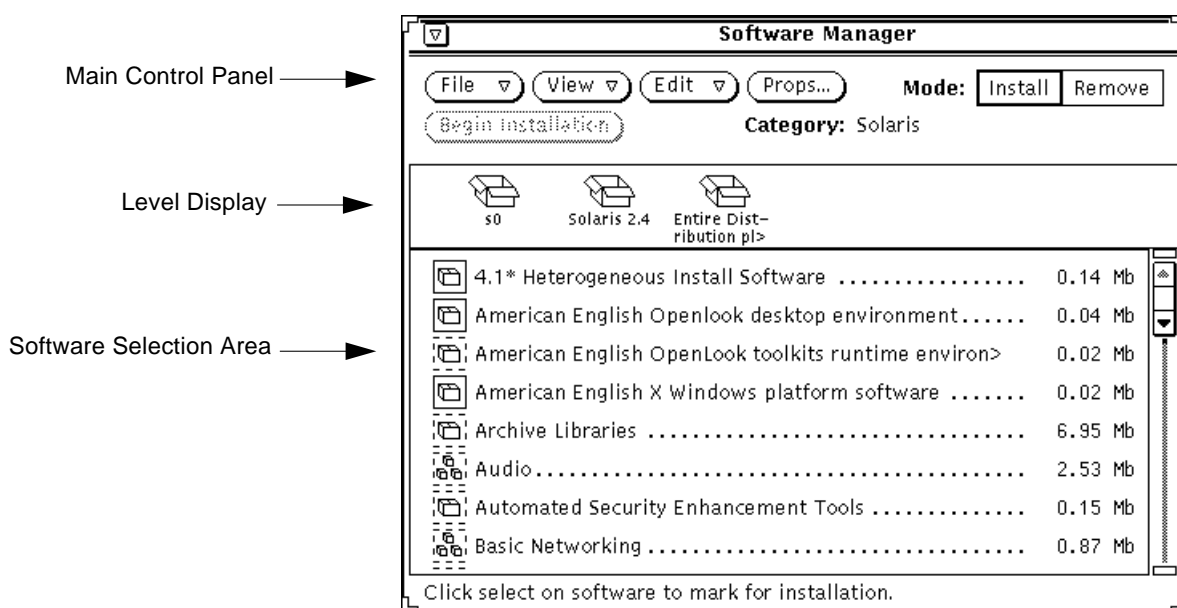 Software Manager
Main Control Panel
File View Edit Props... Mode: Install Remove
Begin Installation Category: Solaris
Level Display
s0 Solaris 2.4 Entire Dist-
ribution pl>
4.1* Heterogeneous Install Software ................. 0.14 Mb
American English Openlook desktop environment...... 0.04 Mb
Software Selection Area
American English OpenLook toolkits runtime environ> 0.02 Mb
American English X Windows platform software ....... 0.02 Mb
Archive Libraries .................................. 6.95 Mb
Audio............................................ 2.53 Mb
Automated Security Enhancement Tools .............. 0.15 Mb
Basic Networking .................................. 0.87 Mb
Click select on software to mark for installation.